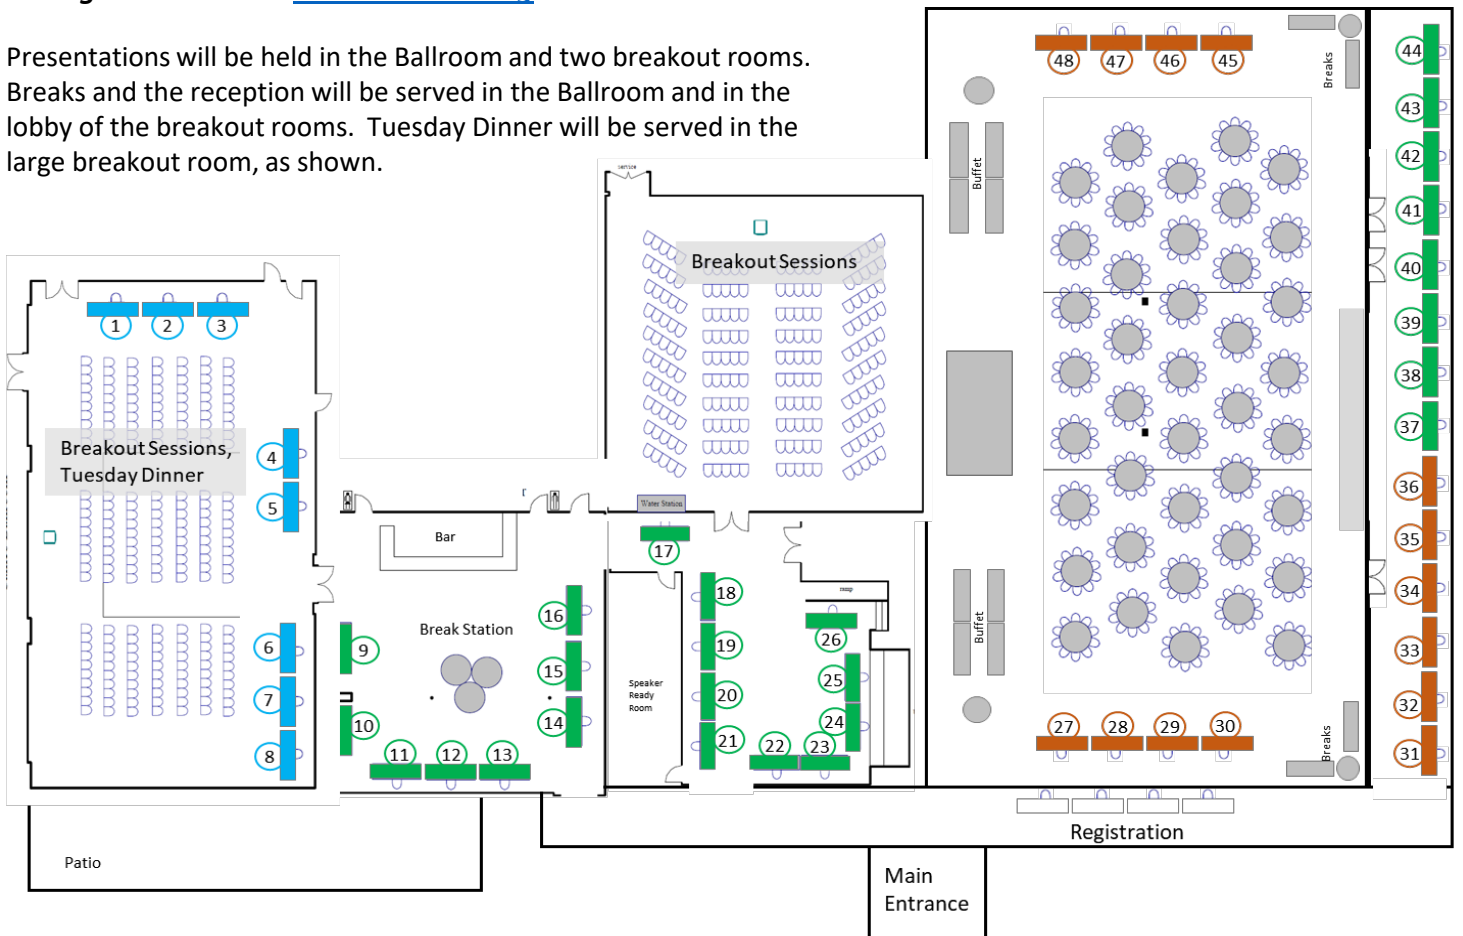 Presentations will be held in the Ballroom and two breakout rooms.
Breaks and the reception will be served in the Ballroom and in the
lobby of the breakout rooms.  Tuesday Dinner will be served in the
large breakout room, as shown.
service
48
47
46
45
Breaks
44
43
42
41
40
39
38
37
36
35
34
33
32
31
Buffet
Breakout Sessions
1
2
3
Breakout Sessions,
Tuesday Dinner
4
5
6
7
8
Bar
Water Station
17
Break Station
9
10
11
12
13
14
15
16
Speaker
Ready
Room
18
19
20
21
22
23
24
25
26
ramp
Buffet
27
28
29
30
Breaks
Registration
Patio
Main
Entrance